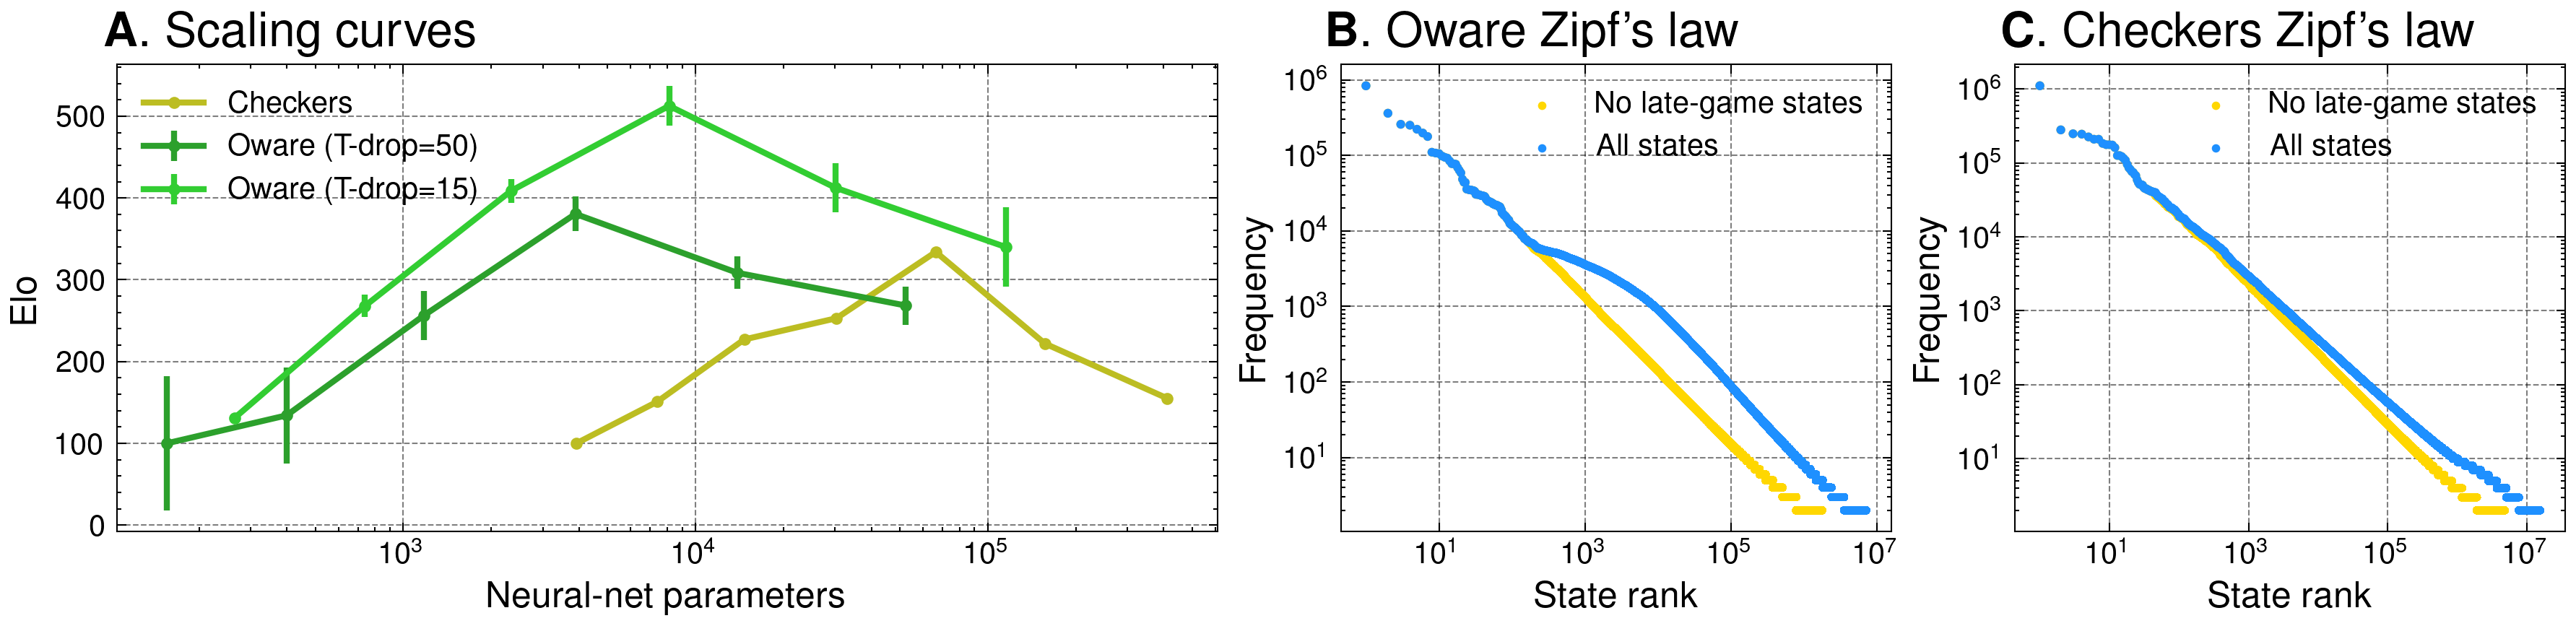 A. Scaling curves
500
400
300
200
100
0
Elo
Checkers
Oware (T-drop=50)
Oware (T-drop=15)
10³
10⁴
10⁵
Neural-net parameters
B. Oware Zipf's law
10⁶
10⁵
10⁴
10³
10²
10¹
Frequency
No late-game states
All states
10¹
10³
10⁵
10⁷
State rank
C. Checkers Zipf's law
10⁶
10⁵
10⁴
10³
10²
10¹
Frequency
No late-game states
All states
10¹
10³
10⁵
10⁷
State rank